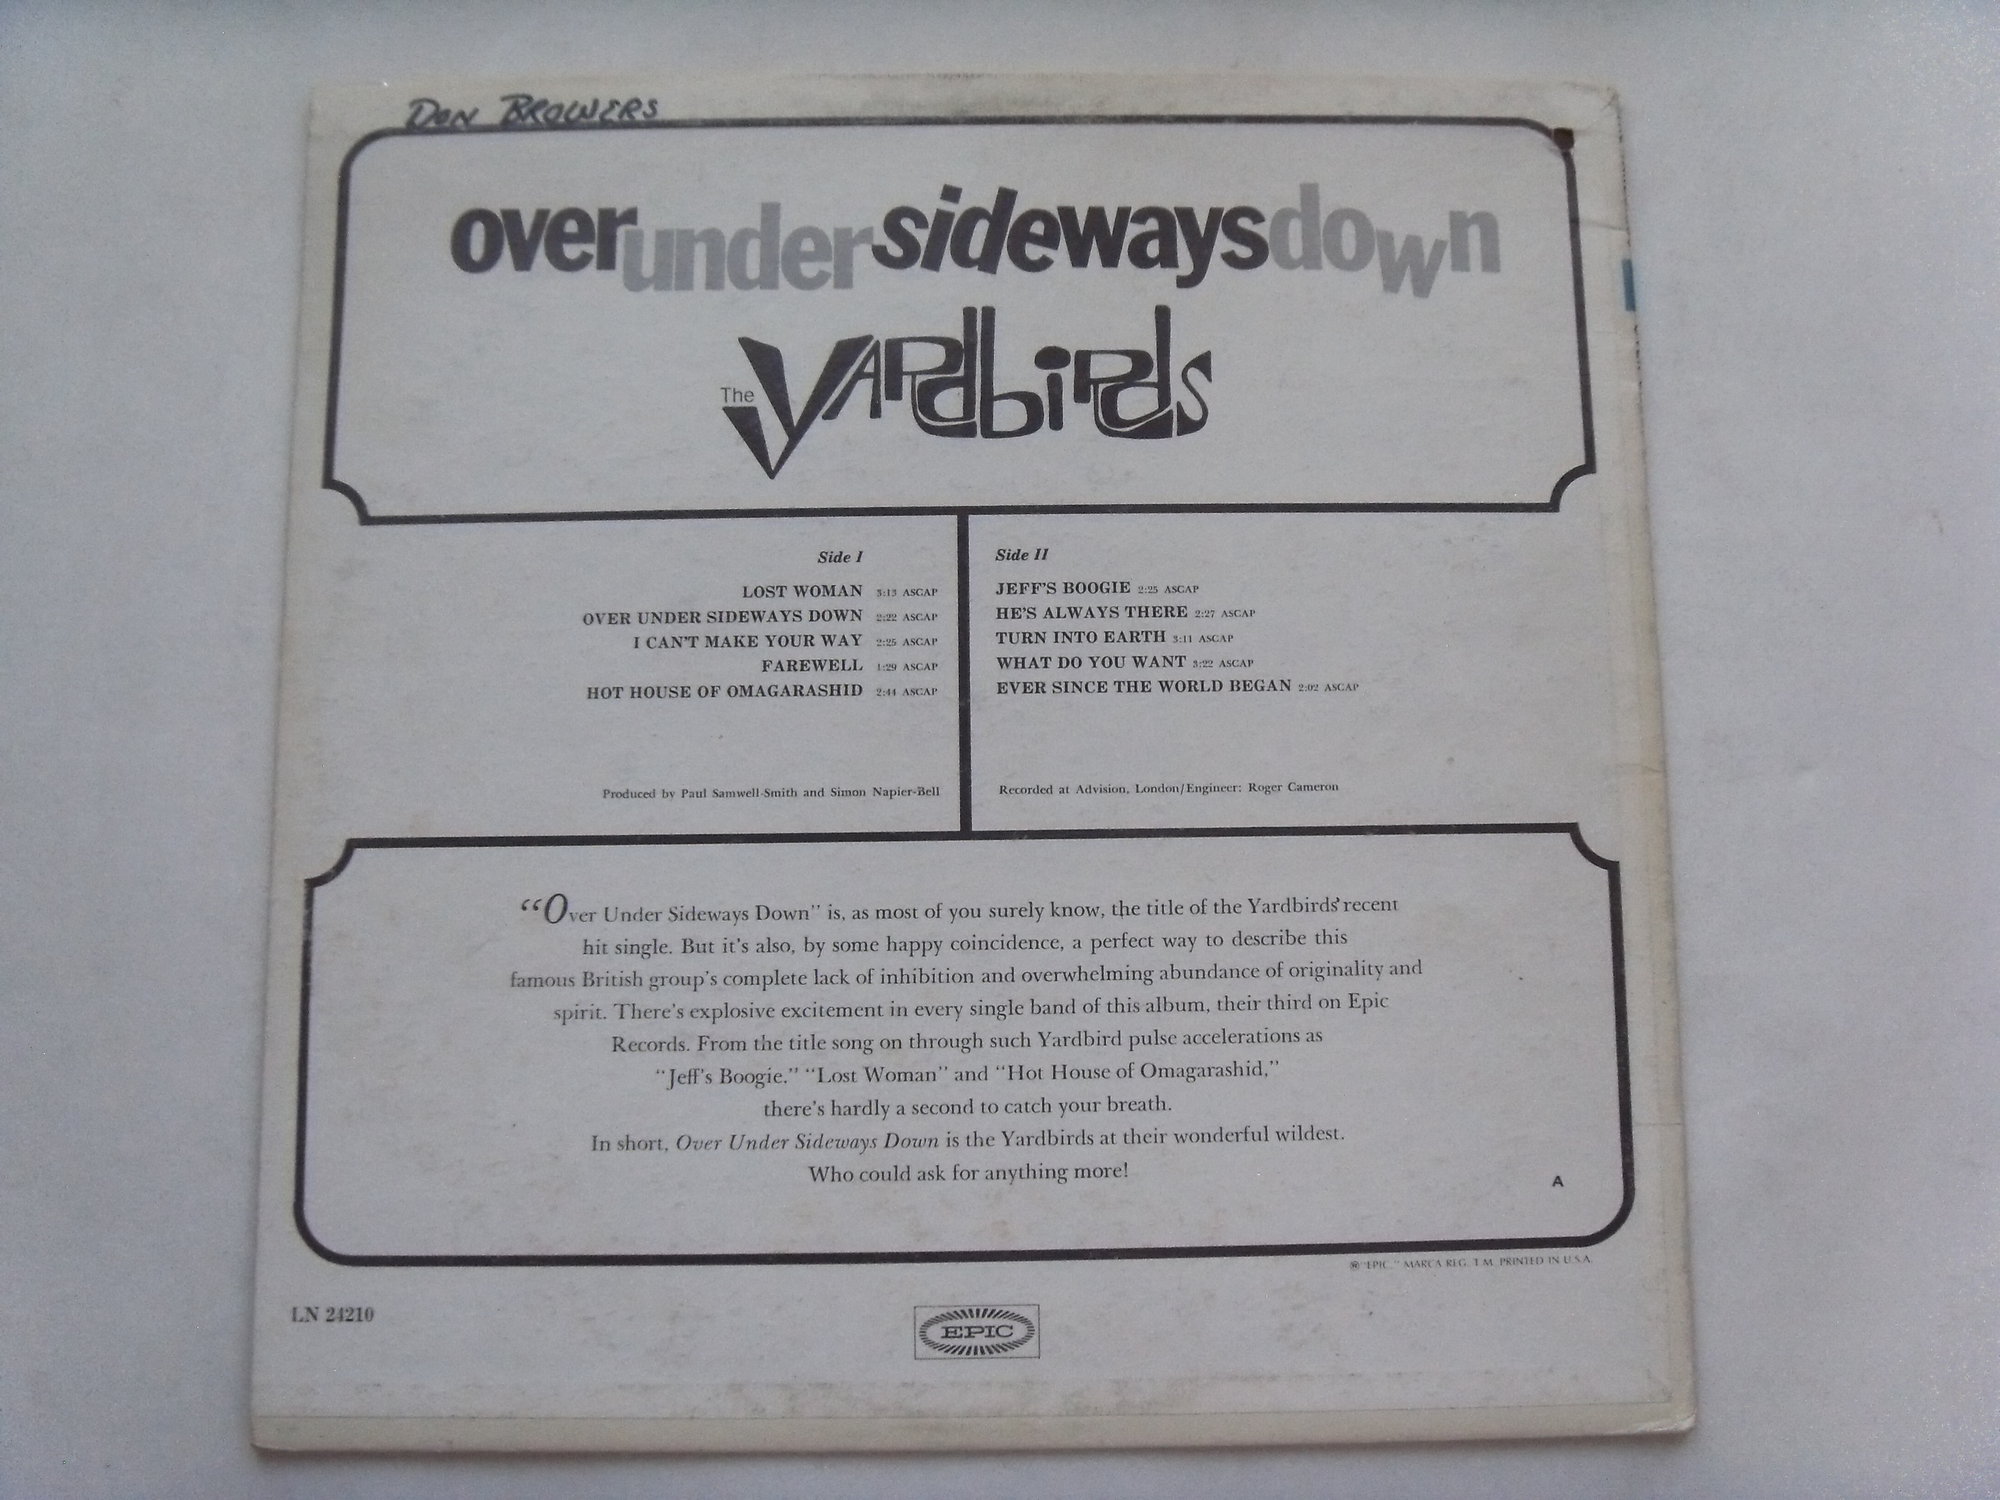 DON BROWERS
overundersidewaysdown
The YARDbIRDS
Side I
LOST WOMAN 3:13 ASCAP
OVER UNDER SIDEWAYS DOWN 2:22 ASCAP
I CAN'T MAKE YOUR WAY 2:25 ASCAP
FAREWELL 1:29 ASCAP
HOT HOUSE OF OMAGARASHID 2:44 ASCAP
Produced by Paul Samwell-Smith and Simon Napier-Bell
Side II
JEFF'S BOOGIE 2:25 ASCAP
HE'S ALWAYS THERE 2:27 ASCAP
TURN INTO EARTH 3:11 ASCAP
WHAT DO YOU WANT 3:22 ASCAP
EVER SINCE THE WORLD BEGAN 2:02 ASCAP
Recorded at Advision, London/Engineer: Roger Cameron
“Over Under Sideways Down” is, as most of you surely know, the title of the Yardbirds' recent
hit single. But it's also, by some happy coincidence, a perfect way to describe this
famous British group's complete lack of inhibition and overwhelming abundance of originality and
spirit. There's explosive excitement in every single band of this album, their third on Epic
Records. From the title song on through such Yardbird pulse accelerations as
“Jeff's Boogie.” “Lost Woman” and “Hot House of Omagarashid,”
there's hardly a second to catch your breath.
In short, Over Under Sideways Down is the Yardbirds at their wonderful wildest.
Who could ask for anything more!
A
® "EPIC," MARCA REG. T.M. PRINTED IN U.S.A.
LN 24210
EPIC